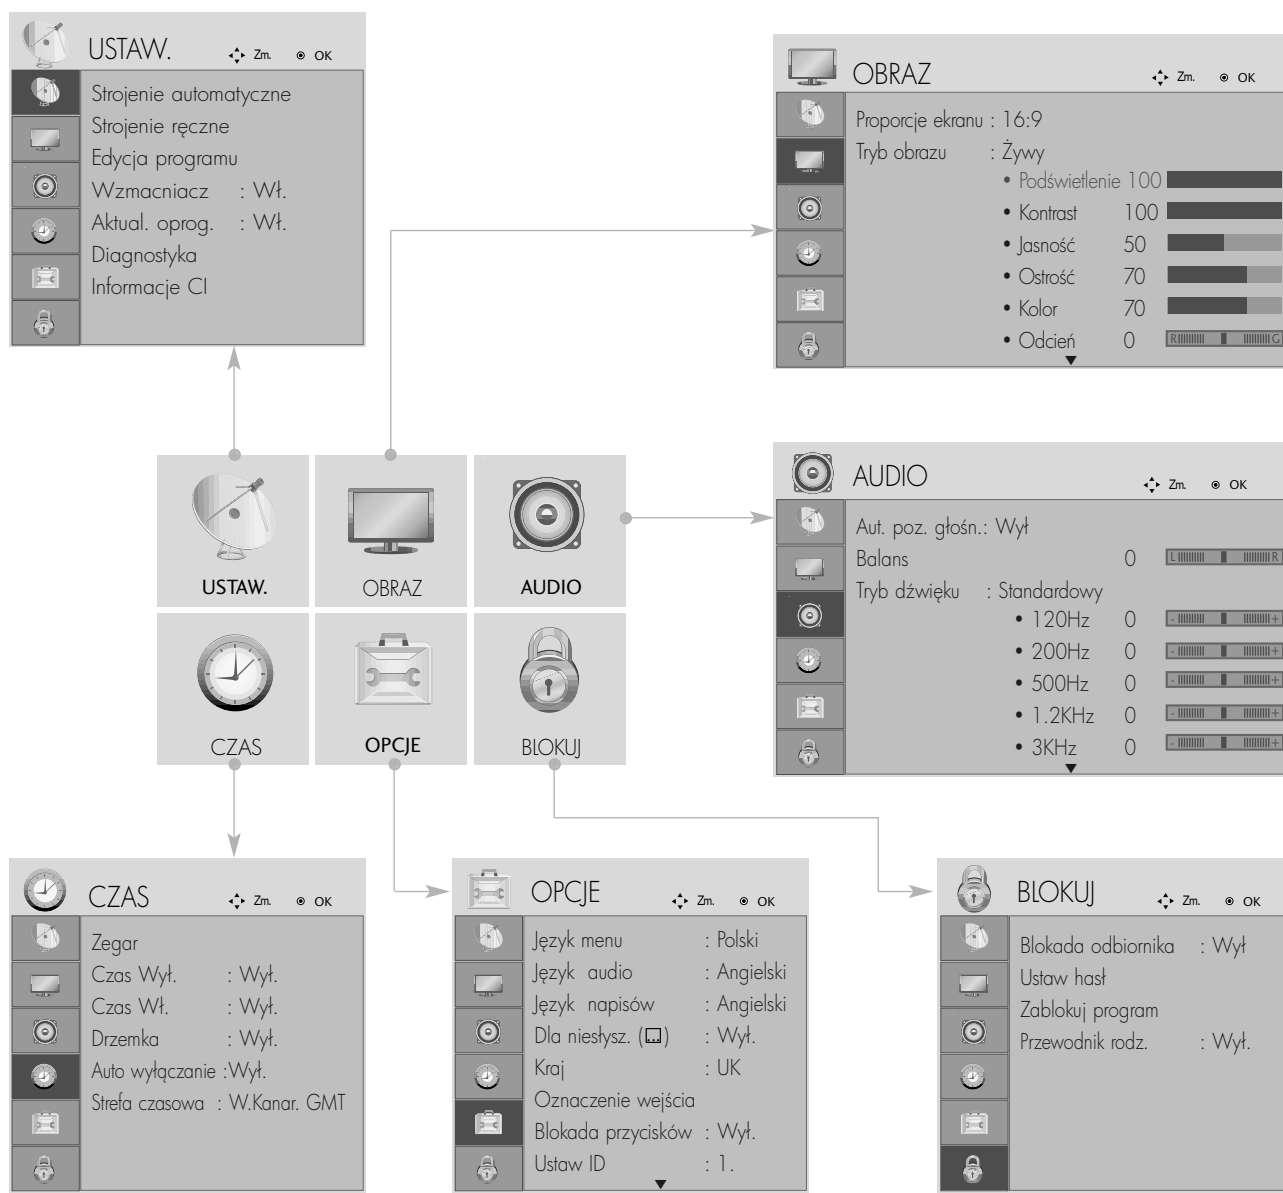 USTAW. Zm. OK
Strojenie automatyczne
Strojenie ręczne
Edycja programu
Wzmacniacz : Wł.
Aktual. oprog. : Wł.
Diagnostyka
Informacje CI
OBRAZ Zm. OK
Proporcje ekranu : 16:9
Tryb obrazu : Żywy
• Podświetlenie 100
• Kontrast 100
• Jasność 50
• Ostrość 70
• Kolor 70
• Odcień 0 R G
USTAW.
OBRAZ
AUDIO
CZAS
OPCJE
BLOKUJ
AUDIO Zm. OK
Aut. poz. głośn.: Wył
Balans 0 L R
Tryb dźwięku : Standardowy
• 120Hz 0 - +
• 200Hz 0 - +
• 500Hz 0 - +
• 1.2KHz 0 - +
• 3KHz 0 - +
CZAS Zm. OK
Zegar
Czas Wył. : Wył.
Czas Wł. : Wył.
Drzemka : Wył.
Auto wyłączanie :Wył.
Strefa czasowa : W.Kanar. GMT
OPCJE Zm. OK
Język menu : Polski
Język audio : Angielski
Język napisów : Angielski
Dla niesłysz. ( ) : Wył.
Kraj : UK
Oznaczenie wejścia
Blokada przycisków : Wył.
Ustaw ID : 1.
BLOKUJ Zm. OK
Blokada odbiornika : Wył
Ustaw hasł
Zablokuj program
Przewodnik rodz. : Wył.